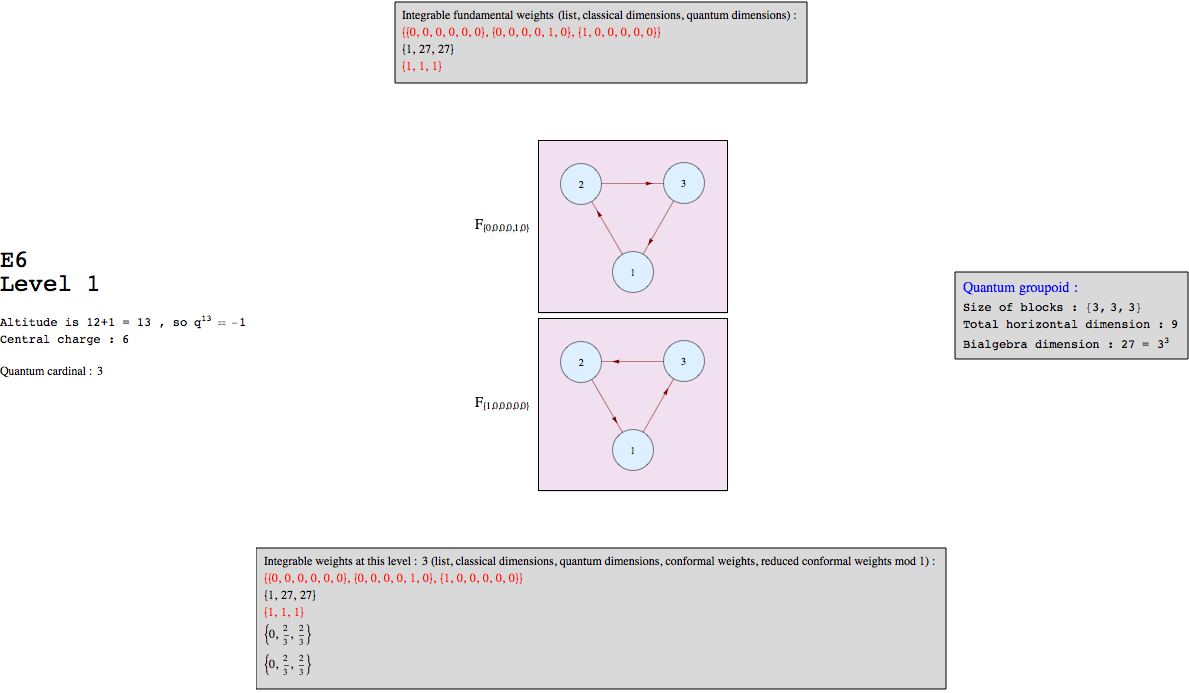 Integrable fundamental weights (list, classical dimensions, quantum dimensions) :
{{0, 0, 0, 0, 0, 0}, {0, 0, 0, 0, 1, 0}, {1, 0, 0, 0, 0, 0}}
{1, 27, 27}
{1, 1, 1}
E6
Level 1
Altitude is 12+1 = 13 , so q^13 == -1
Central charge : 6
Quantum cardinal : 3
F{0,0,0,0,1,0}
2
3
1
F{1,0,0,0,0,0}
2
3
1
Quantum groupoid :
Size of blocks : {3, 3, 3}
Total horizontal dimension : 9
Bialgebra dimension : 27 = 3^3
Integrable weights at this level : 3 (list, classical dimensions, quantum dimensions, conformal weights, reduced conformal weights mod 1) :
{{0, 0, 0, 0, 0, 0}, {0, 0, 0, 0, 1, 0}, {1, 0, 0, 0, 0, 0}}
{1, 27, 27}
{1, 1, 1}
{0, 2/3, 2/3}
{0, 2/3, 2/3}